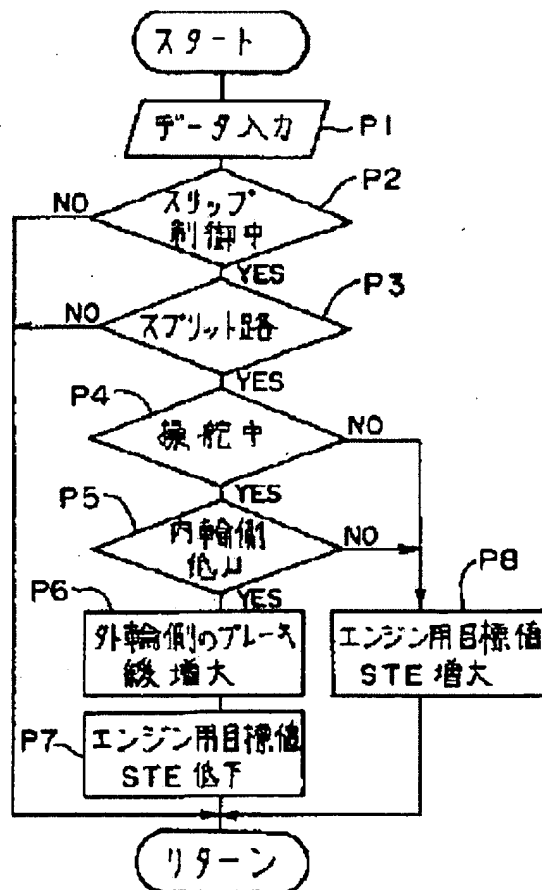 スタート
データ入力
P1
P2
スリップ
制御中
NO
YES
P3
スプリット路
NO
YES
P4
操舵中
NO
YES
P5
内輪側
低μ
NO
YES
P6
外輪側のブレーキ
緩増大
P8
エンジン用目標値
STE 増大
P7
エンジン用目標値
STE 低下
リターン